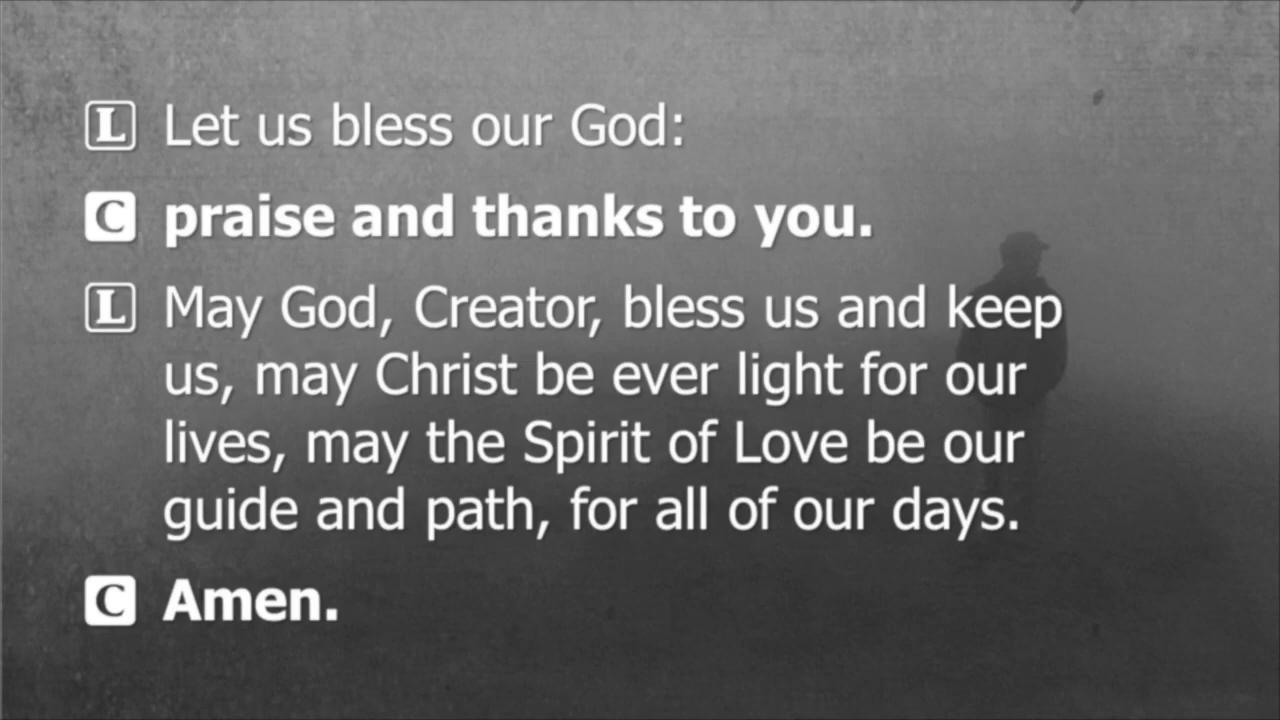 L Let us bless our God:
C praise and thanks to you.
L May God, Creator, bless us and keep
us, may Christ be ever light for our
lives, may the Spirit of Love be our
guide and path, for all of our days.
C Amen.